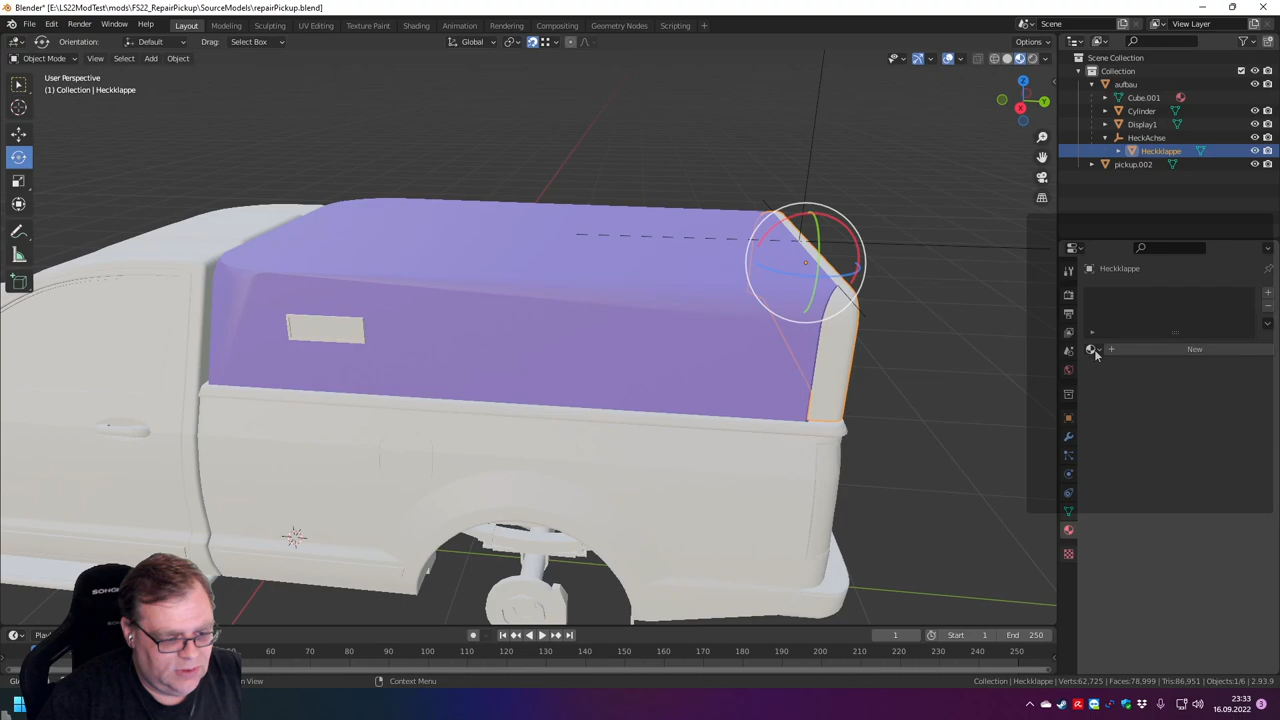 Blender* [E:\LS22ModTest\mods\FS22_RepairPickup\SourceModels\repairPickup.blend]
File Edit Render Window Help Layout Modeling Sculpting UV Editing Texture Paint Shading Animation Rendering Compositing Geometry Nodes Scripting + Scene View Layer
Orientation: Default Drag: Select Box Global Options
Object Mode View Select Add Object
User Perspective
(1) Collection | Heckklappe
Scene Collection
Collection
aufbau
Cube.001
Cylinder
Display1
HeckAchse
Heckklappe
pickup.002
Heckklappe
New
X
Y
Z
1 Start 1 End 250
60 70 80 90 100 110 120 130 140 150 160 170 180 190 200 210 220 230 240 250
Context Menu Collection | Heckklappe | Verts:62,725 | Faces:78,999 | Tris:86,951 | Objects:1/6 | 2.93.9
23:33
16.09.2022